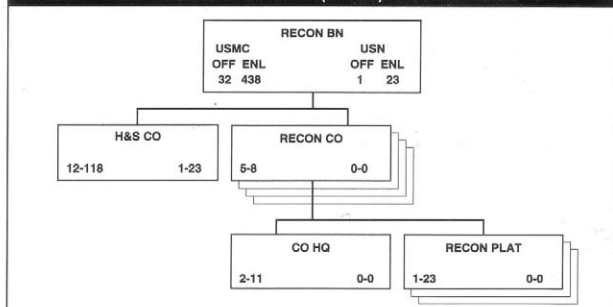 RECON BN
USMC USN
OFF ENL OFF ENL
32 438 1 23
H&S CO
12-118 1-23
RECON CO
5-8 0-0
CO HQ
2-11 0-0
RECON PLAT
1-23 0-0